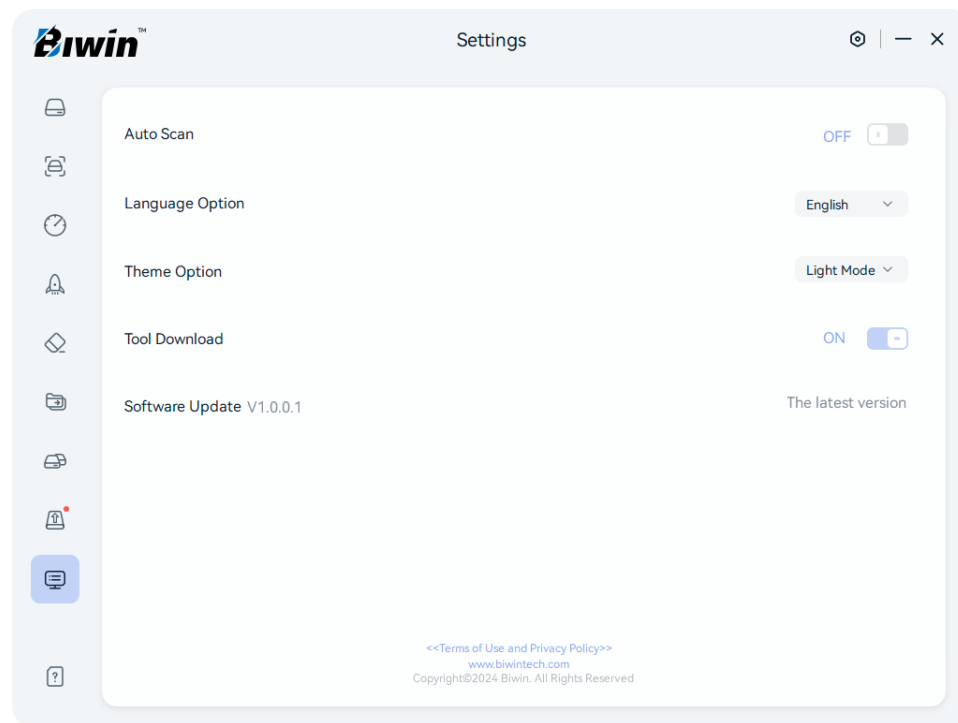 Biwin™
Settings
Auto Scan
OFF
Language Option
English
Theme Option
Light Mode
Tool Download
ON
Software Update V1.0.0.1
The latest version
<<Terms of Use and Privacy Policy>>
www.biwintech.com
Copyright©2024 Biwin. All Rights Reserved
?